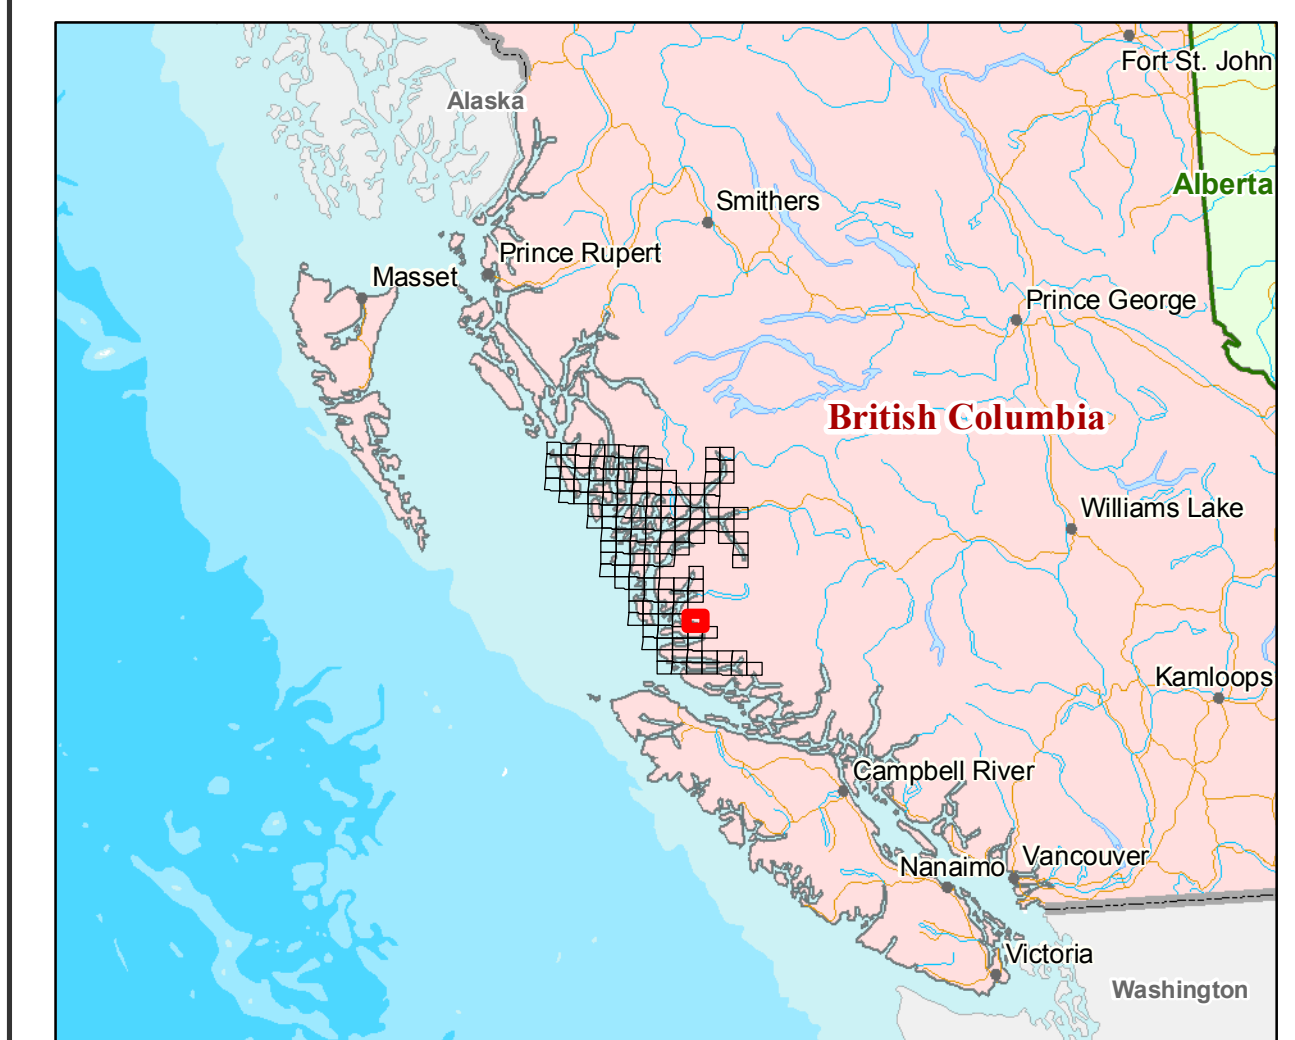 Fort St. John
Alaska
Alberta
Smithers
Prince Rupert
Masset
Prince George
British Columbia
Williams Lake
Kamloops
Campbell River
Vancouver
Nanaimo
Victoria
Washington